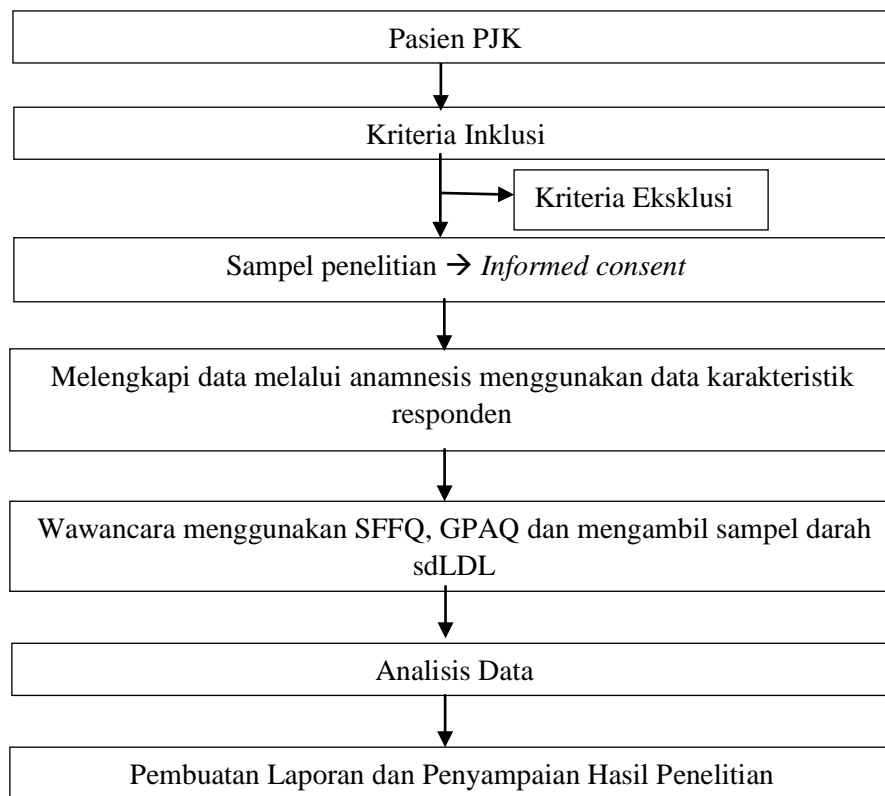 Pasien PJK
Kriteria Inklusi
Kriteria Eksklusi
Sampel penelitian → Informed consent
Melengkapi data melalui anamnesis menggunakan data karakteristik
responden
Wawancara menggunakan SFFQ, GPAQ dan mengambil sampel darah
sdLDL
Analisis Data
Pembuatan Laporan dan Penyampaian Hasil Penelitian